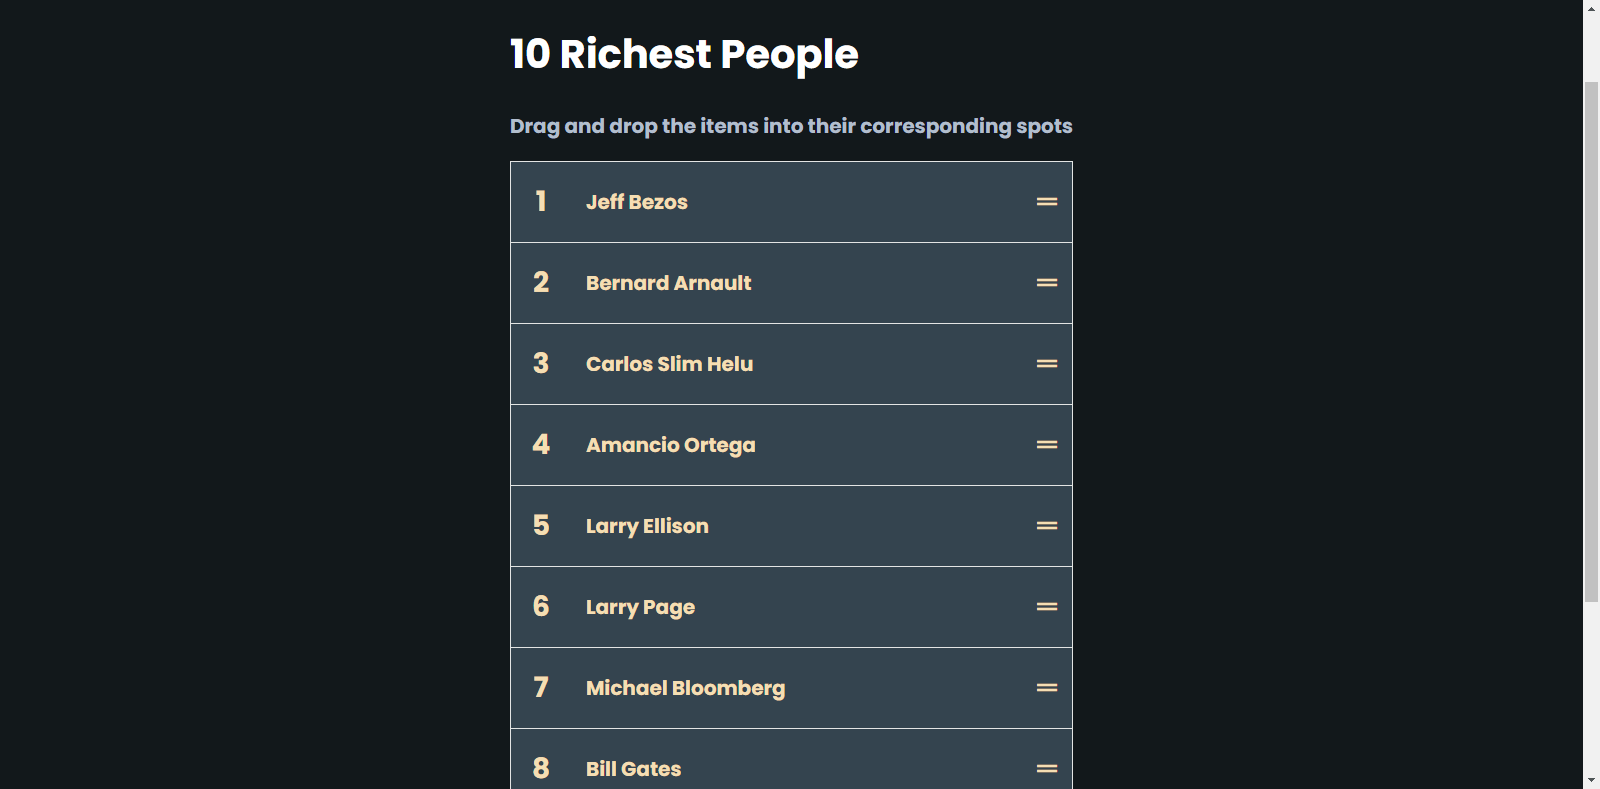 10 Richest People
Drag and drop the items into their corresponding spots
1 Jeff Bezos
2 Bernard Arnault
3 Carlos Slim Helu
4 Amancio Ortega
5 Larry Ellison
6 Larry Page
7 Michael Bloomberg
8 Bill Gates